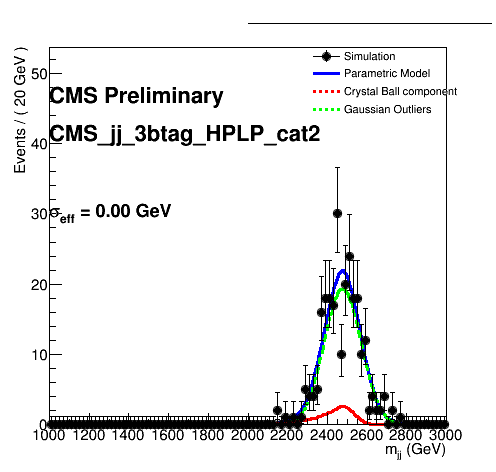 Simulation
Parametric Model
Crystal Ball component
Gaussian Outliers
CMS Preliminary
CMS_jj_3btag_HPLP_cat2
σeff = 0.00 GeV
Events / ( 20 GeV )
50
40
30
20
10
0
1000 1200 1400 1600 1800 2000 2200 2400 2600 2800 3000
mjj (GeV)